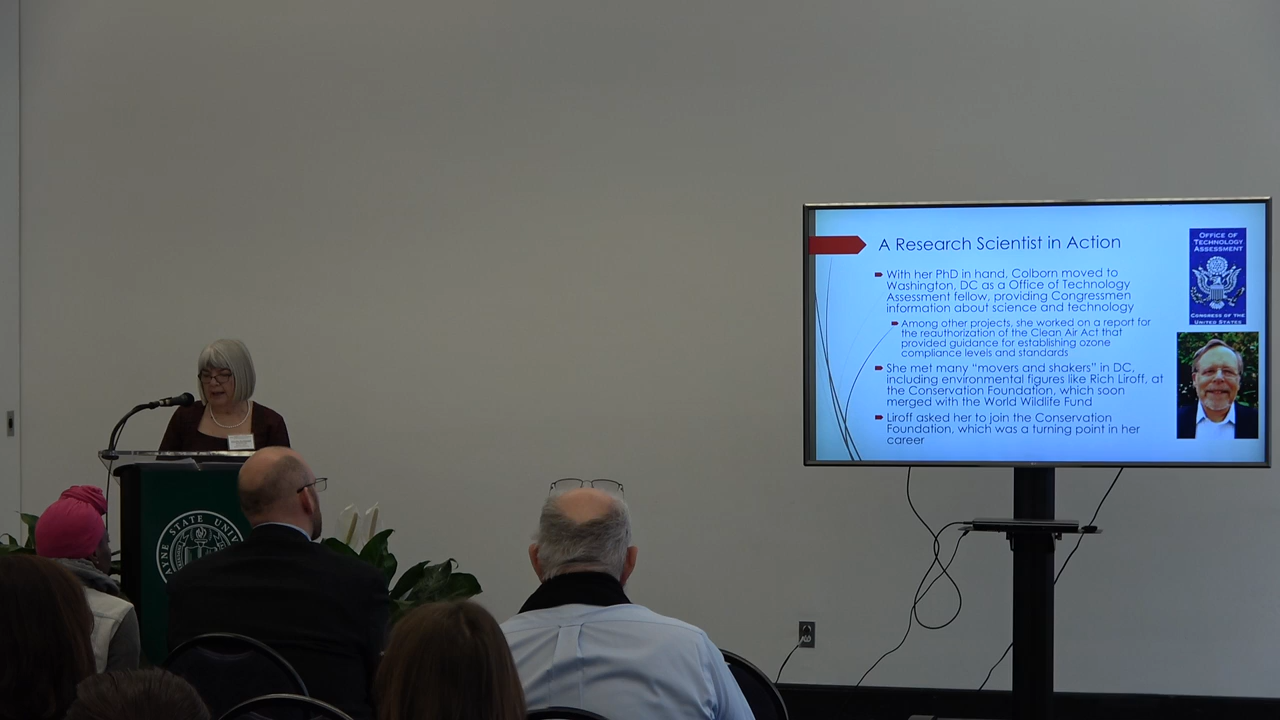 A Research Scientist in Action
With her PhD in hand, Colborn moved to
Washington, DC as a Office of Technology
Assessment fellow, providing Congressmen
information about science and technology
Among other projects, she worked on a report for
the reauthorization of the Clean Air Act that
provided guidance for establishing ozone
compliance levels and standards
She met many “movers and shakers” in DC,
including environmental figures like Rich Liroff, at
the Conservation Foundation, which soon
merged with the World Wildlife Fund
Liroff asked her to join the Conservation
Foundation, which was a turning point in her
career
OFFICE OF
TECHNOLOGY
ASSESSMENT
CONGRESS OF THE
UNITED STATES
AYNE STATE UNIV